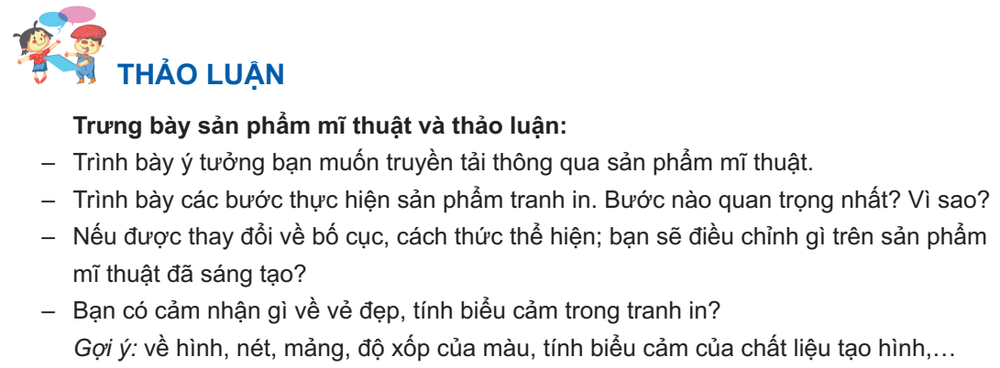 THẢO LUẬN
Trưng bày sản phẩm mĩ thuật và thảo luận:
– Trình bày ý tưởng bạn muốn truyền tải thông qua sản phẩm mĩ thuật.
– Trình bày các bước thực hiện sản phẩm tranh in. Bước nào quan trọng nhất? Vì sao?
– Nếu được thay đổi về bố cục, cách thức thể hiện; bạn sẽ điều chỉnh gì trên sản phẩm
mĩ thuật đã sáng tạo?
– Bạn có cảm nhận gì về vẻ đẹp, tính biểu cảm trong tranh in?
Gợi ý: về hình, nét, mảng, độ xốp của màu, tính biểu cảm của chất liệu tạo hình,…